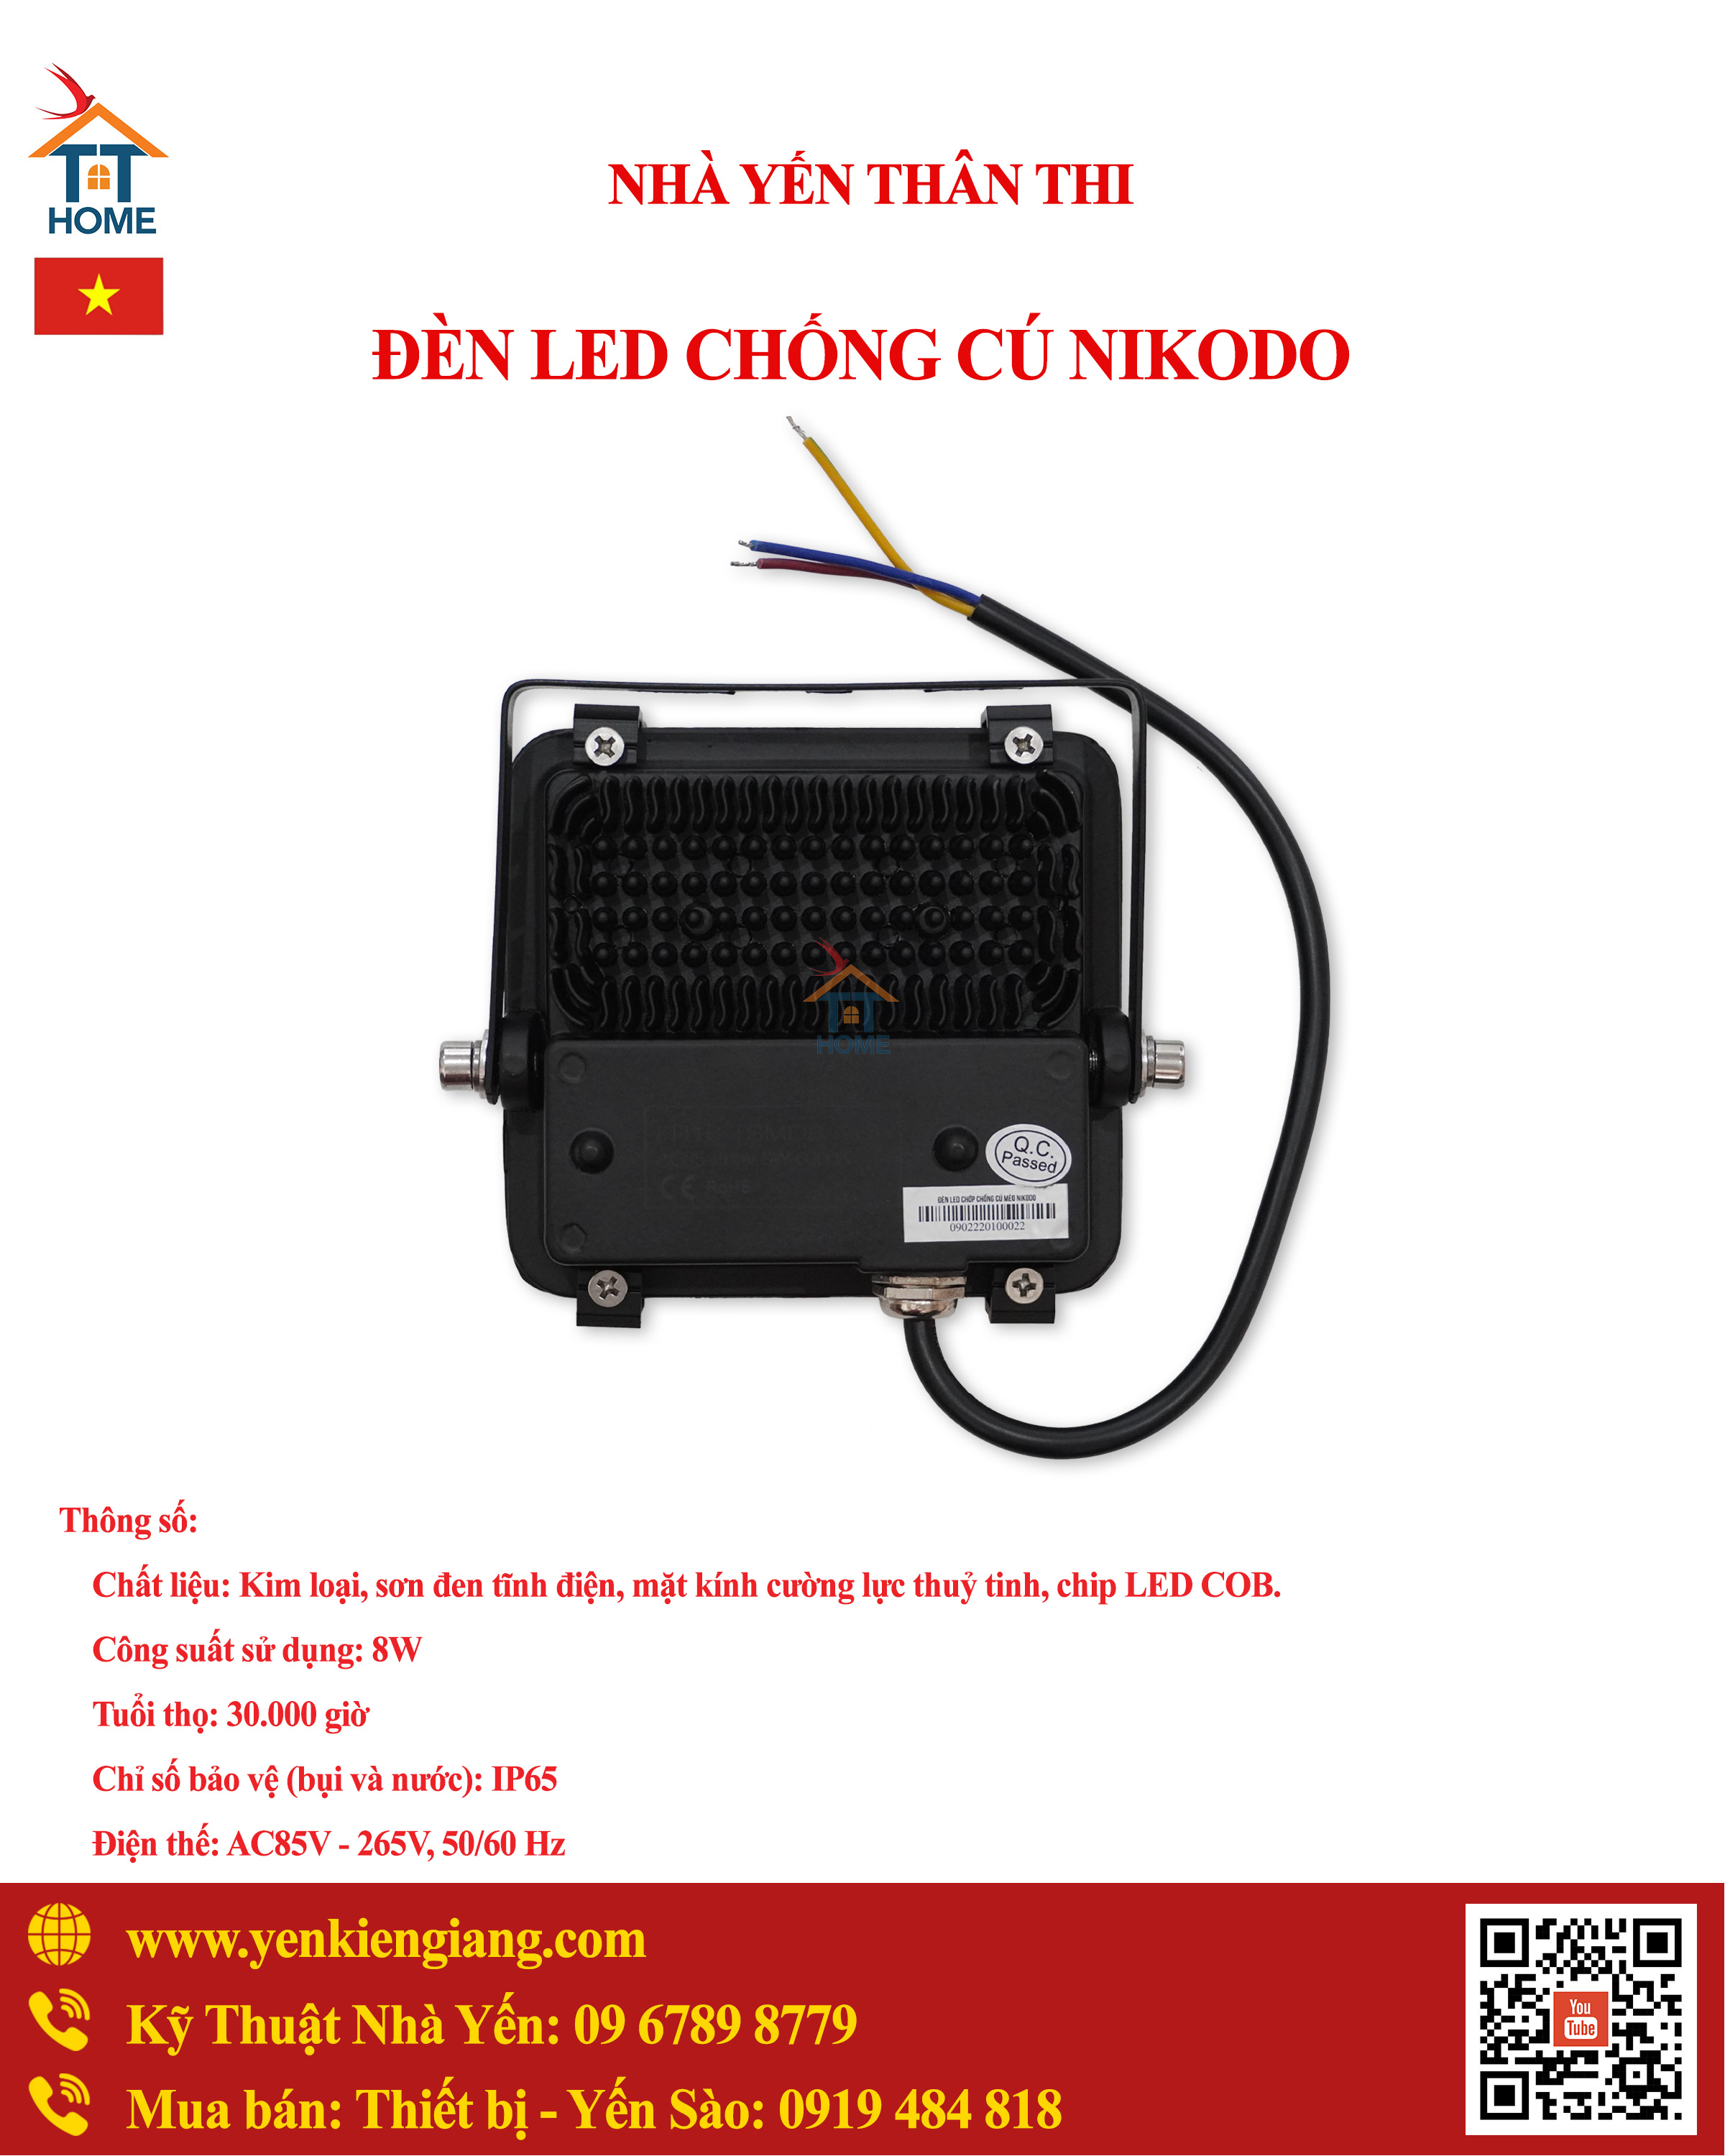 TT
HOME
NHÀ YẾN THÂN THI
ĐÈN LED CHỐNG CÚ NIKODO
TT
HOME
Q.C.
Passed
CE RoHS
ĐÈN LED CHỚP CHỐNG CÚ MÈO NIKODO
0902220100022
Thông số:
Chất liệu: Kim loại, sơn đen tĩnh điện, mặt kính cường lực thuỷ tinh, chip LED COB.
Công suất sử dụng: 8W
Tuổi thọ: 30.000 giờ
Chỉ số bảo vệ (bụi và nước): IP65
Điện thế: AC85V - 265V, 50/60 Hz
www.yenkiengiang.com
Kỹ Thuật Nhà Yến: 09 6789 8779
Mua bán: Thiết bị - Yến Sào: 0919 484 818
You
Tube